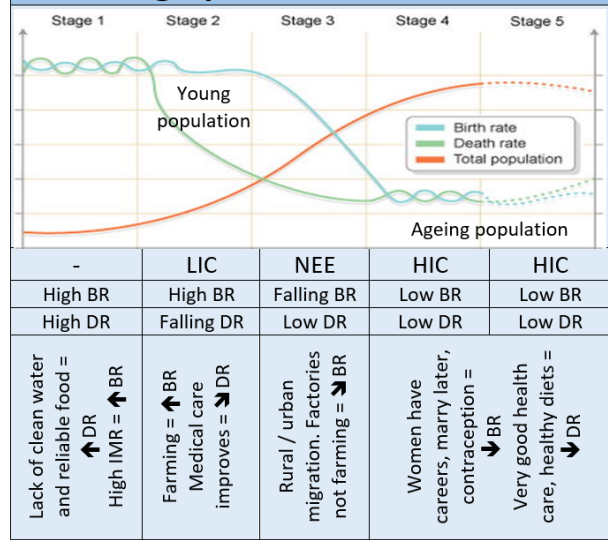 Stage 1 Stage 2 Stage 3 Stage 4 Stage 5
Young
population
Birth rate
Death rate
Total population
Ageing population
- LIC NEE HIC HIC
High BR High BR Falling BR Low BR Low BR
High DR Falling DR Low DR Low DR Low DR
Lack of clean water
and reliable food =
↑ DR
High IMR = ↑ BR
Farming = ↑ BR
Medical care
improves = ↘ DR
Rural / urban
migration. Factories
not farming = ↘ BR
Women have
careers, marry later,
contraception =
↓ BR
Very good health
care, healthy diets =
↓ DR